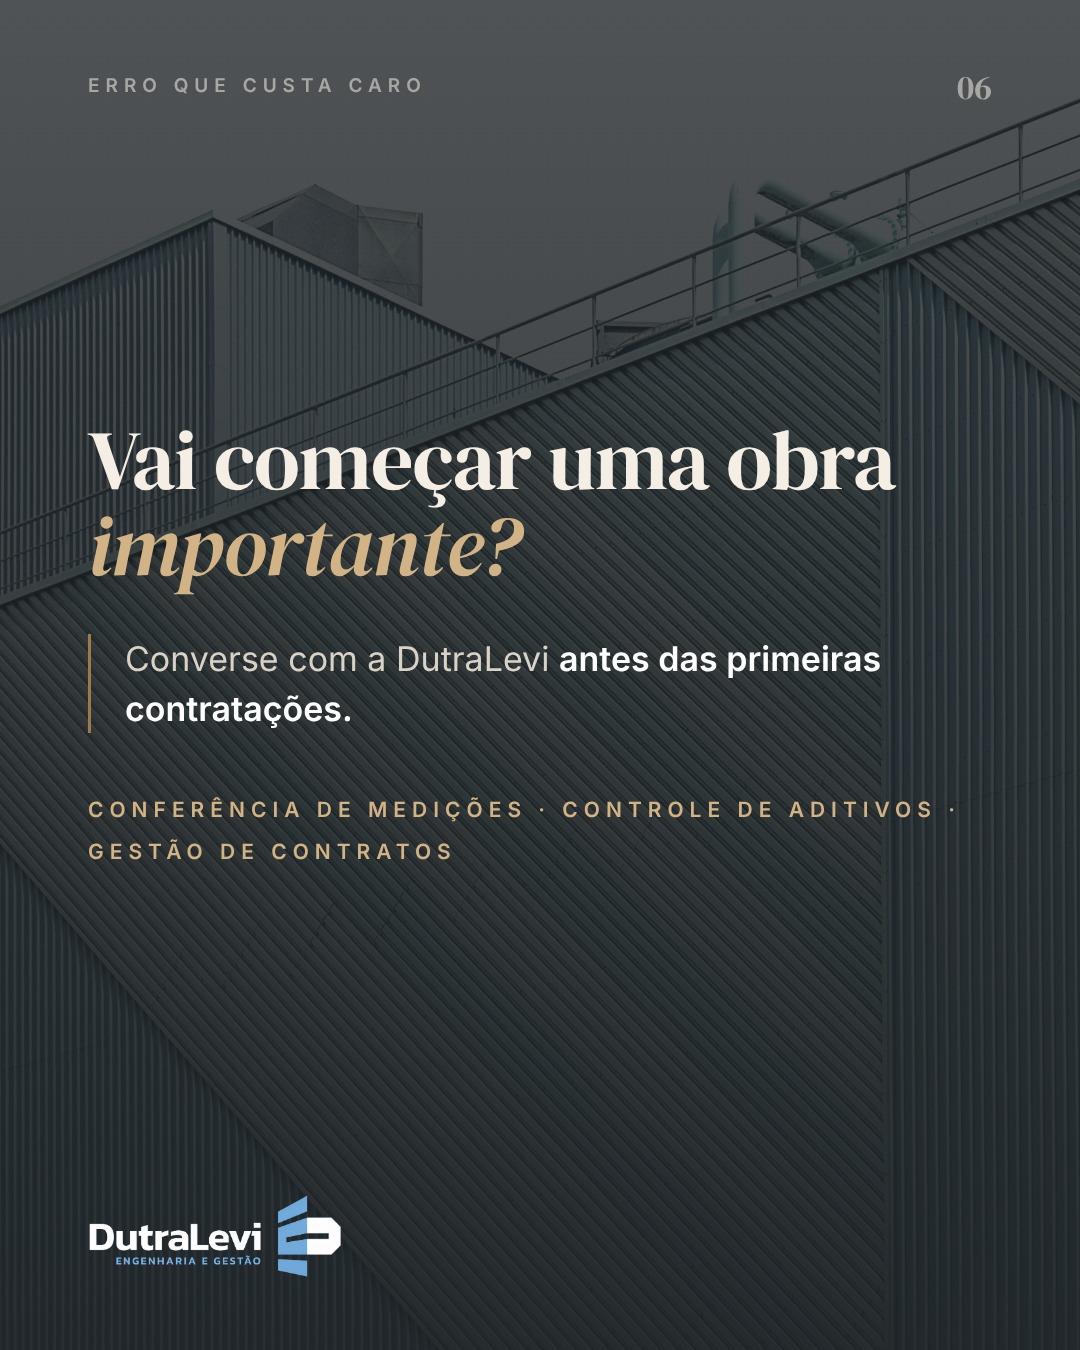 ERRO QUE CUSTA CARO
06
Vai começar uma obra
importante?
Converse com a DutraLevi antes das primeiras
contratações.
CONFERÊNCIA DE MEDIÇÕES · CONTROLE DE ADITIVOS ·
GESTÃO DE CONTRATOS
DutraLevi
ENGENHARIA E GESTÃO